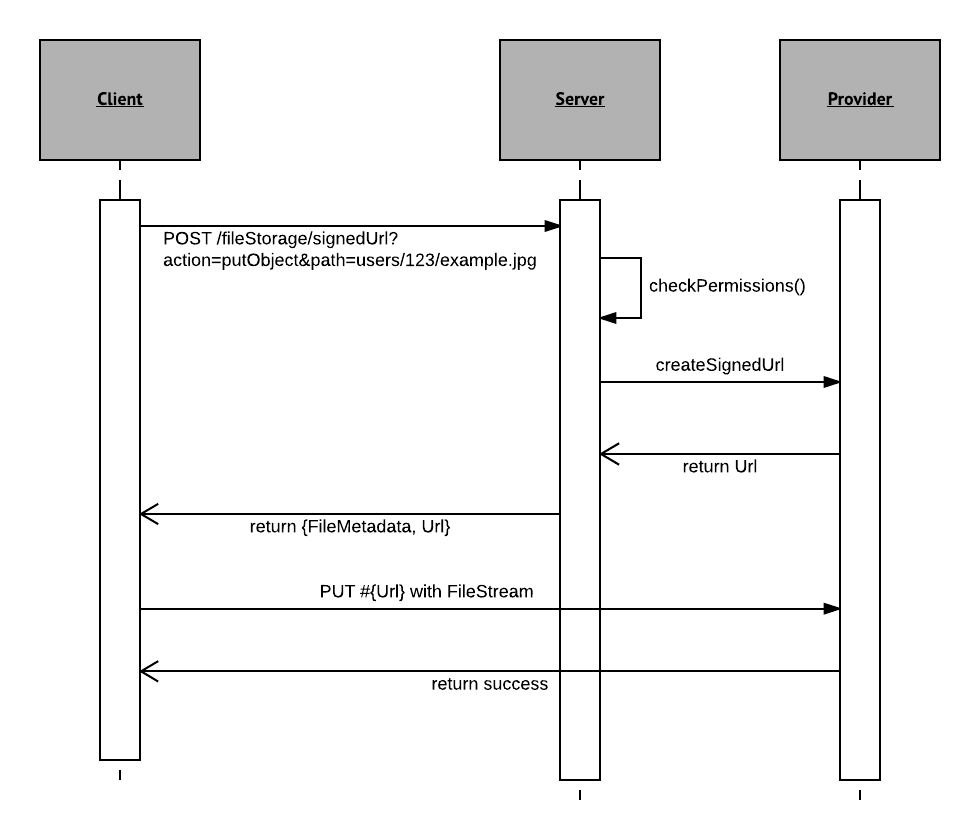 Client
Server
Provider
POST /fileStorage/signedUrl?
action=putObject&path=users/123/example.jpg
checkPermissions()
createSignedUrl
return Url
return {FileMetadata, Url}
PUT #{Url} with FileStream
return success